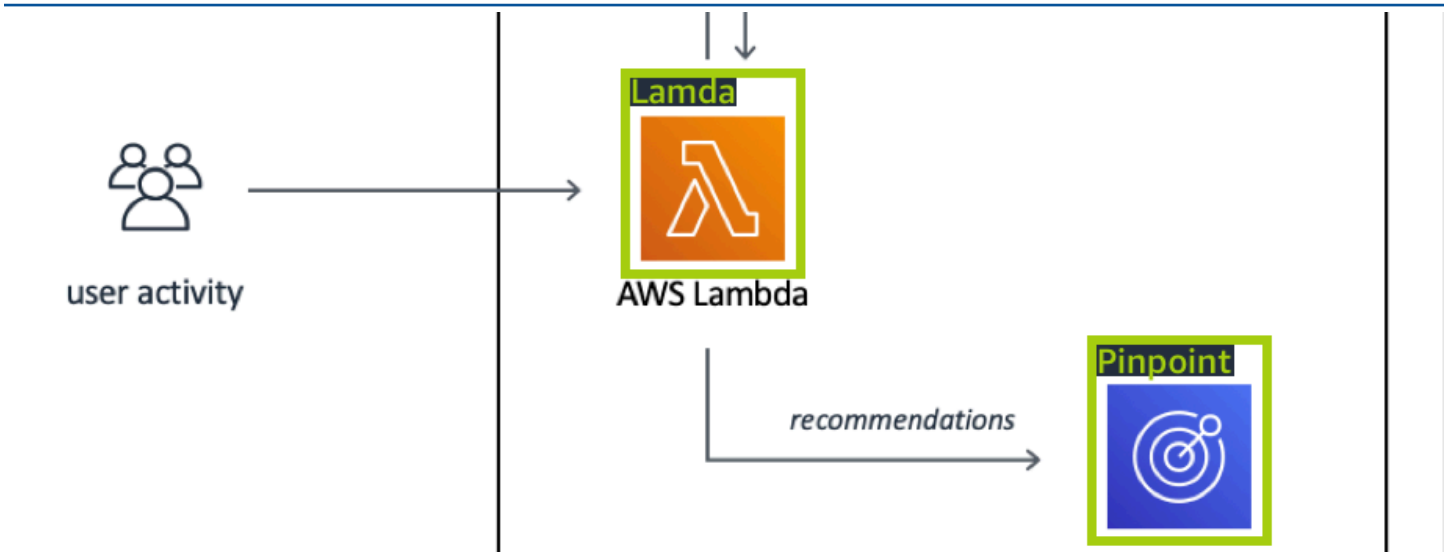 Lamda
user activity
AWS Lambda
Pinpoint
recommendations